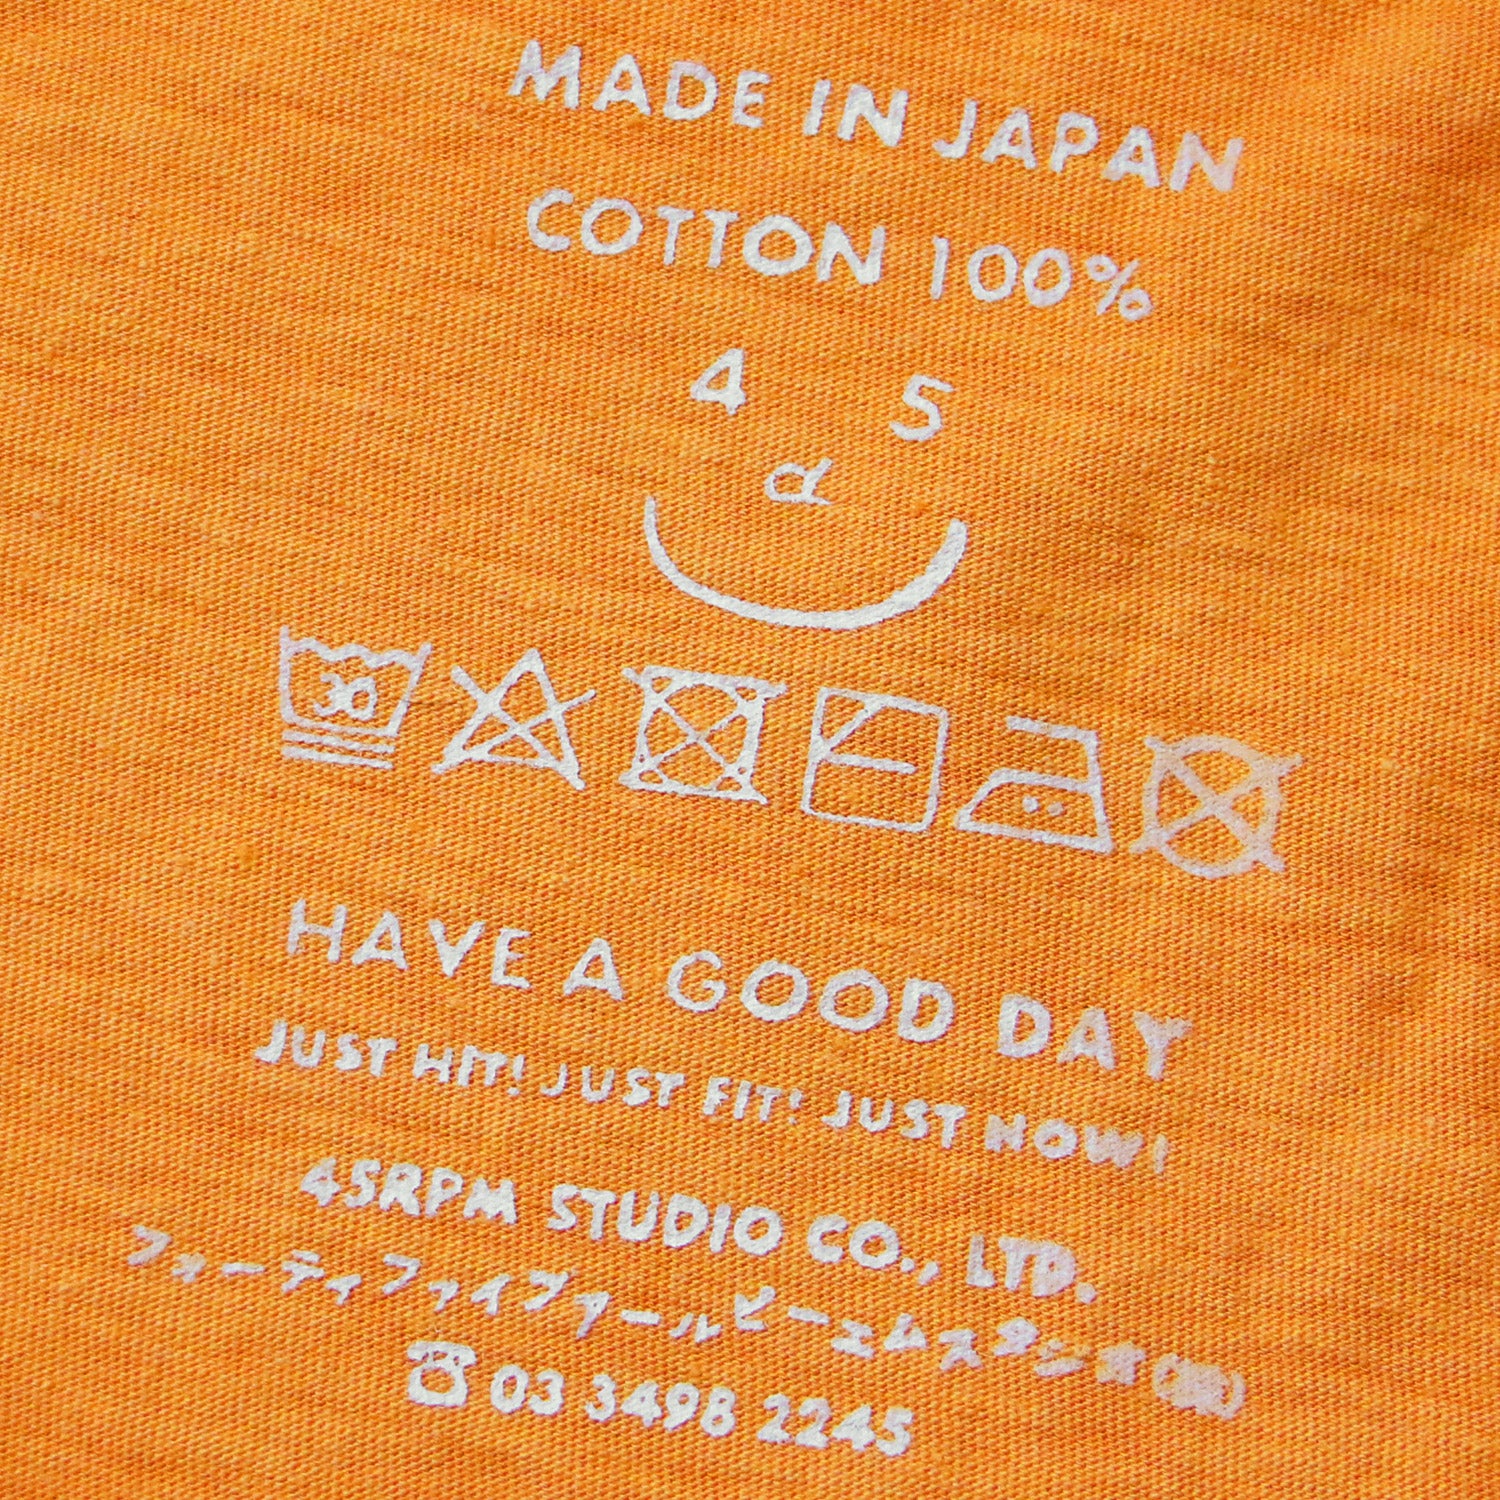 MADE IN JAPAN
COTTON 100%
4 5
d
30
HAVE A GOOD DAY
JUST HIT! JUST FIT! JUST NOW!
45RPM STUDIO CO., LTD.
フォーティファイブアールピーエムスタジオ(株)
☎ 03 3498 2245